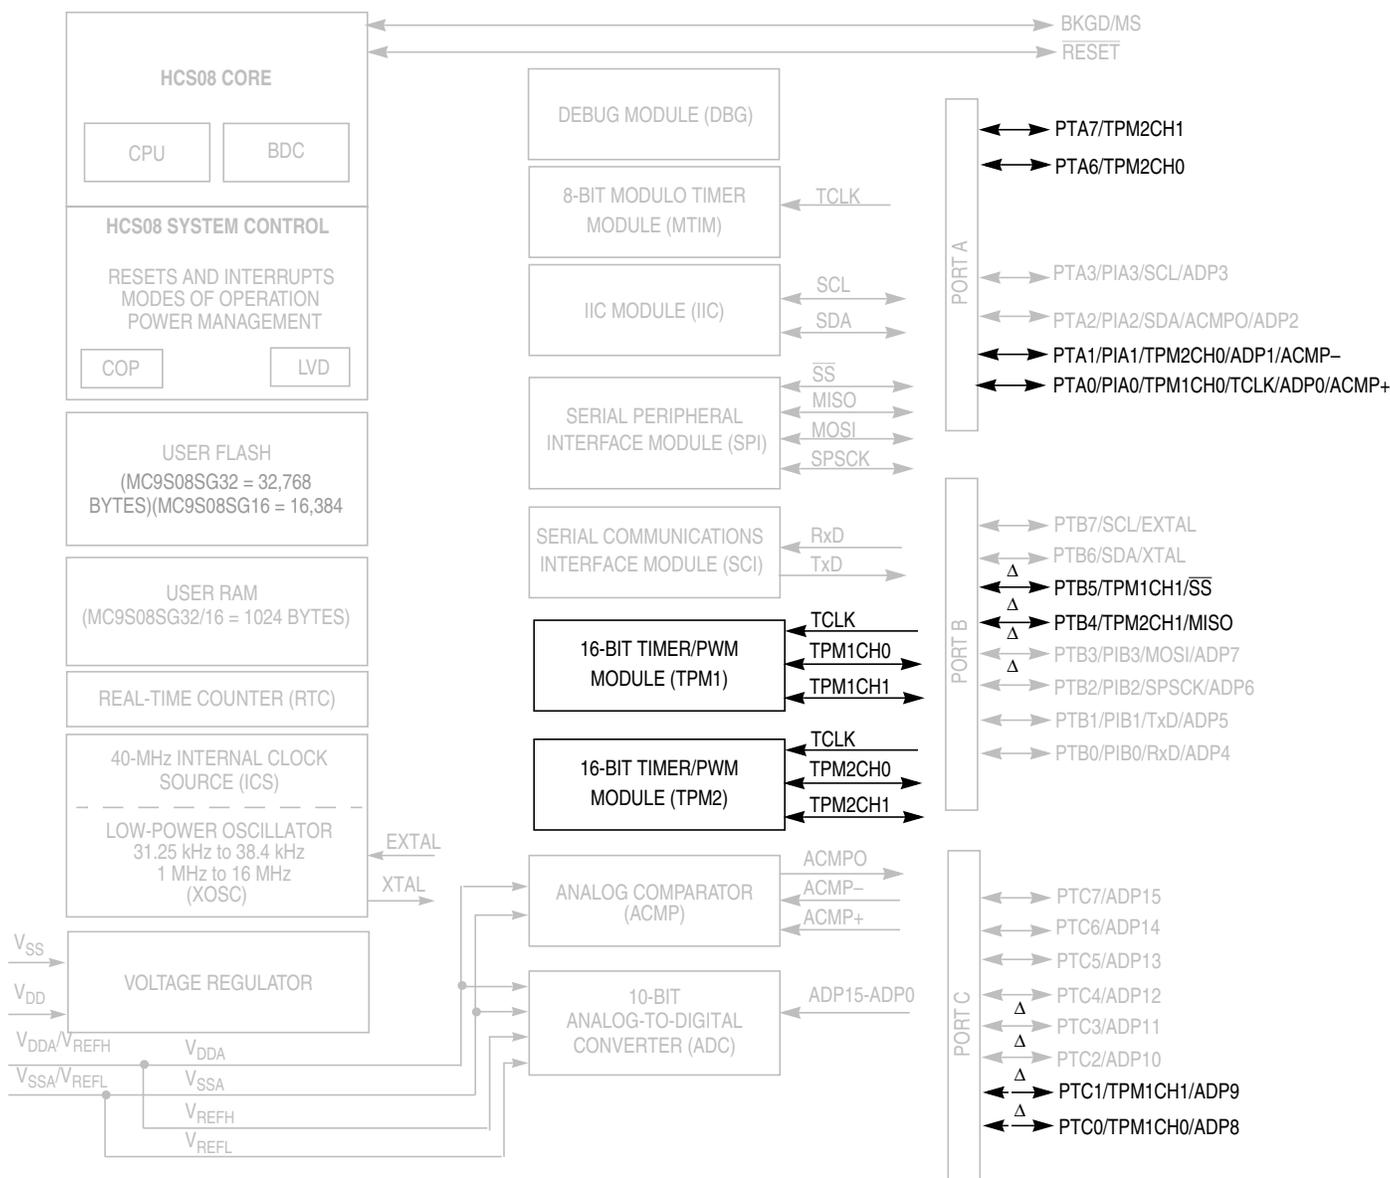 BKGD/MS
RESET
HCS08 CORE
CPU
BDC
HCS08 SYSTEM CONTROL
RESETS AND INTERRUPTS
MODES OF OPERATION
POWER MANAGEMENT
COP
LVD
USER FLASH
(MC9S08SG32 = 32,768
BYTES)(MC9S08SG16 = 16,384
USER RAM
(MC9S08SG32/16 = 1024 BYTES)
REAL-TIME COUNTER (RTC)
40-MHz INTERNAL CLOCK
SOURCE (ICS)
LOW-POWER OSCILLATOR
31.25 kHz to 38.4 kHz
1 MHz to 16 MHz
(XOSC)
EXTAL
XTAL
VSS
VDD
VOLTAGE REGULATOR
VDDA/VREFH
VSSA/VREFL
VDDA
VSSA
VREFH
VREFL
DEBUG MODULE (DBG)
8-BIT MODULO TIMER
MODULE (MTIM)
TCLK
IIC MODULE (IIC)
SCL
SDA
SERIAL PERIPHERAL
INTERFACE MODULE (SPI)
SS
MISO
MOSI
SPSCK
SERIAL COMMUNICATIONS
INTERFACE MODULE (SCI)
RxD
TxD
16-BIT TIMER/PWM
MODULE (TPM1)
TCLK
TPM1CH0
TPM1CH1
16-BIT TIMER/PWM
MODULE (TPM2)
TCLK
TPM2CH0
TPM2CH1
ANALOG COMPARATOR
(ACMP)
ACMPO
ACMP–
ACMP+
10-BIT
ANALOG-TO-DIGITAL
CONVERTER (ADC)
ADP15-ADP0
PORT A
PTA7/TPM2CH1
PTA6/TPM2CH0
PTA3/PIA3/SCL/ADP3
PTA2/PIA2/SDA/ACMPO/ADP2
PTA1/PIA1/TPM2CH0/ADP1/ACMP–
PTA0/PIA0/TPM1CH0/TCLK/ADP0/ACMP+
PORT B
PTB7/SCL/EXTAL
PTB6/SDA/XTAL
Δ
PTB5/TPM1CH1/SS
Δ
PTB4/TPM2CH1/MISO
Δ
PTB3/PIB3/MOSI/ADP7
Δ
PTB2/PIB2/SPSCK/ADP6
PTB1/PIB1/TxD/ADP5
PTB0/PIB0/RxD/ADP4
PORT C
PTC7/ADP15
PTC6/ADP14
PTC5/ADP13
PTC4/ADP12
Δ
PTC3/ADP11
Δ
PTC2/ADP10
Δ
PTC1/TPM1CH1/ADP9
Δ
PTC0/TPM1CH0/ADP8